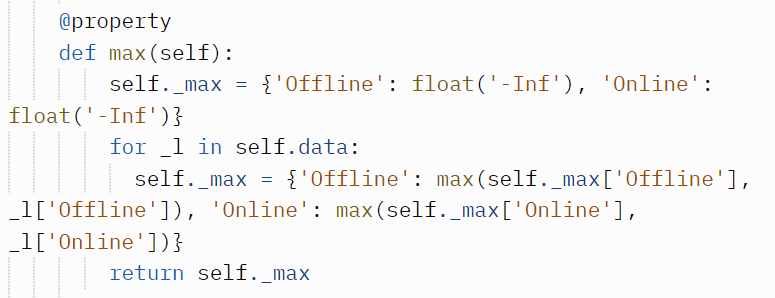 @property
def max(self):
self._max = {'Offline': float('-Inf'), 'Online':
float('-Inf')}
for _l in self.data:
self._max = {'Offline': max(self._max['Offline'],
_l['Offline']), 'Online': max(self._max['Online'],
_l['Online'])}
return self._max